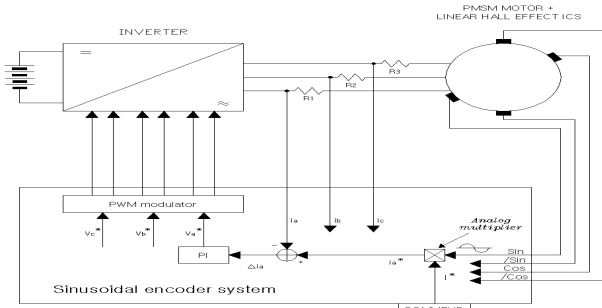 PMSM MOTOR +
LINEAR HALL EFFECT ICS
INVERTER
=
≈
R3
R2
R1
PWM modulator
Vc*
Vb*
Va*
ia
ib
ic
Analog
multiplier
PI
Δia
−
+
ia*
I*
Sin
/Sin
Cos
/Cos
Sinusoidal encoder system